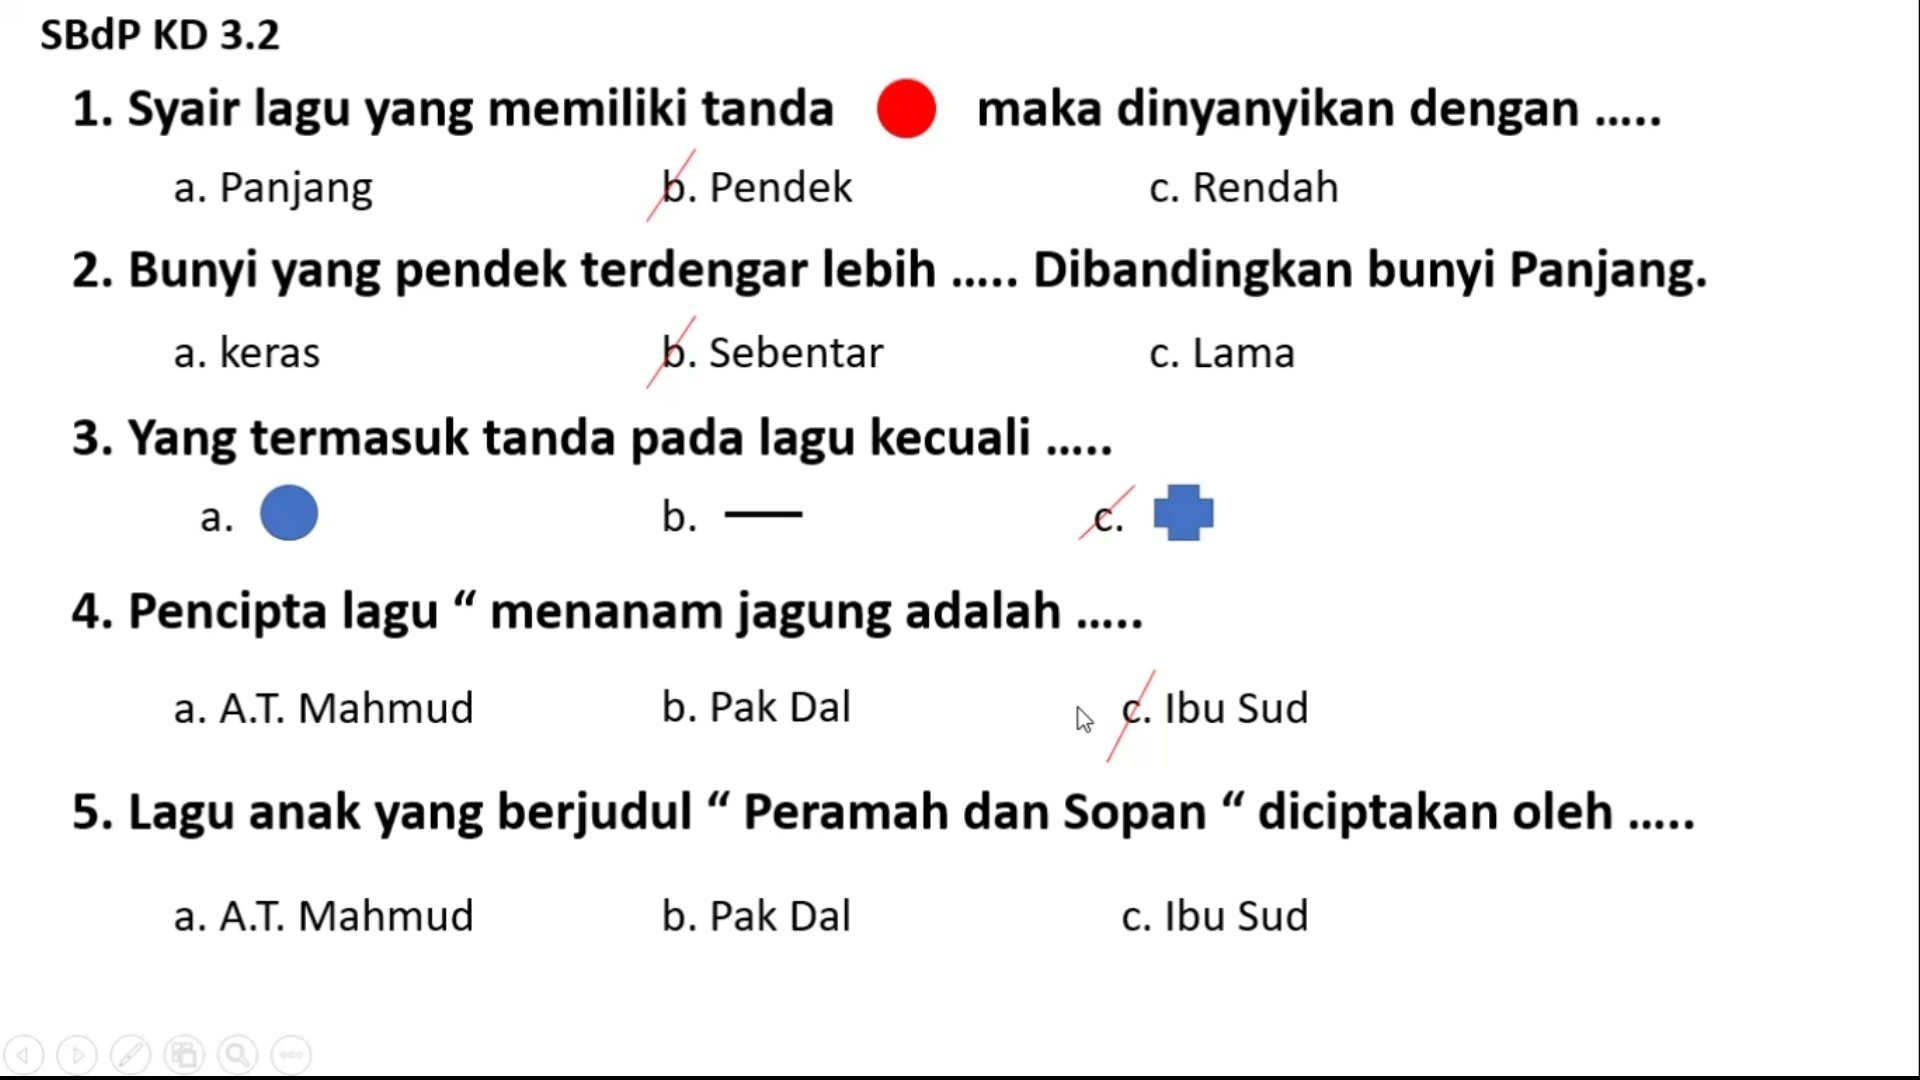 SBdP KD 3.2
1. Syair lagu yang memiliki tanda maka dinyanyikan dengan .....
a. Panjang b. Pendek c. Rendah
2. Bunyi yang pendek terdengar lebih ..... Dibandingkan bunyi Panjang.
a. keras b. Sebentar c. Lama
3. Yang termasuk tanda pada lagu kecuali .....
a. b. c.
4. Pencipta lagu “ menanam jagung adalah .....
a. A.T. Mahmud b. Pak Dal c. Ibu Sud
5. Lagu anak yang berjudul “ Peramah dan Sopan “ diciptakan oleh .....
a. A.T. Mahmud b. Pak Dal c. Ibu Sud